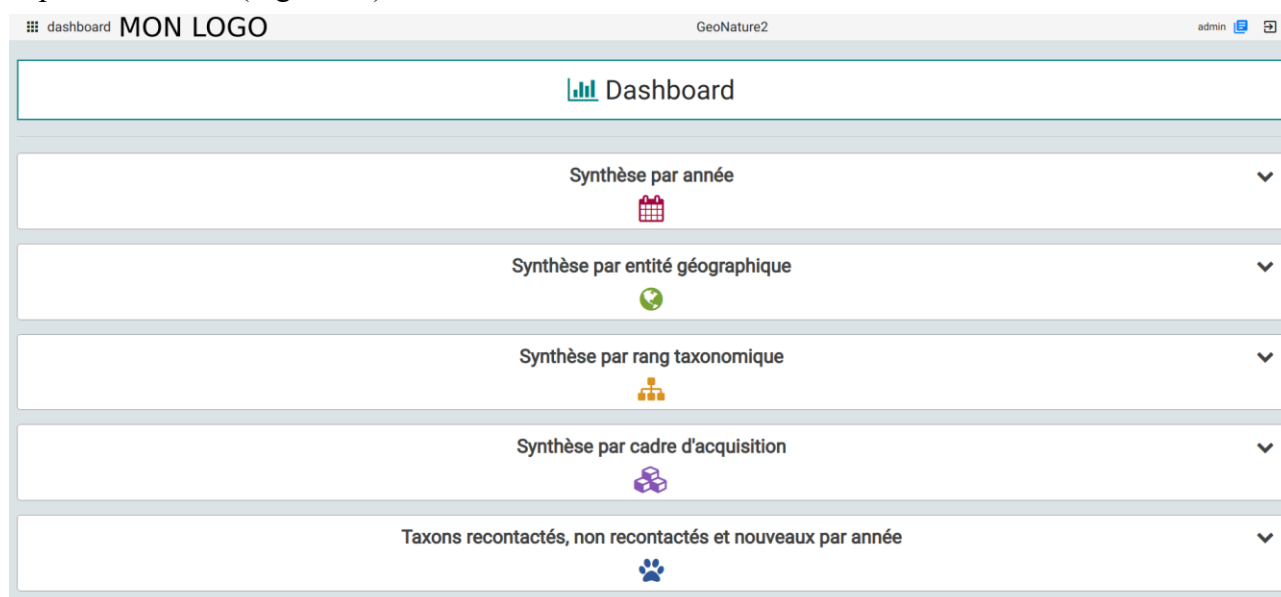 dashboard MON LOGO GeoNature2 admin
Dashboard
Synthèse par année
Synthèse par entité géographique
Synthèse par rang taxonomique
Synthèse par cadre d'acquisition
Taxons recontactés, non recontactés et nouveaux par année